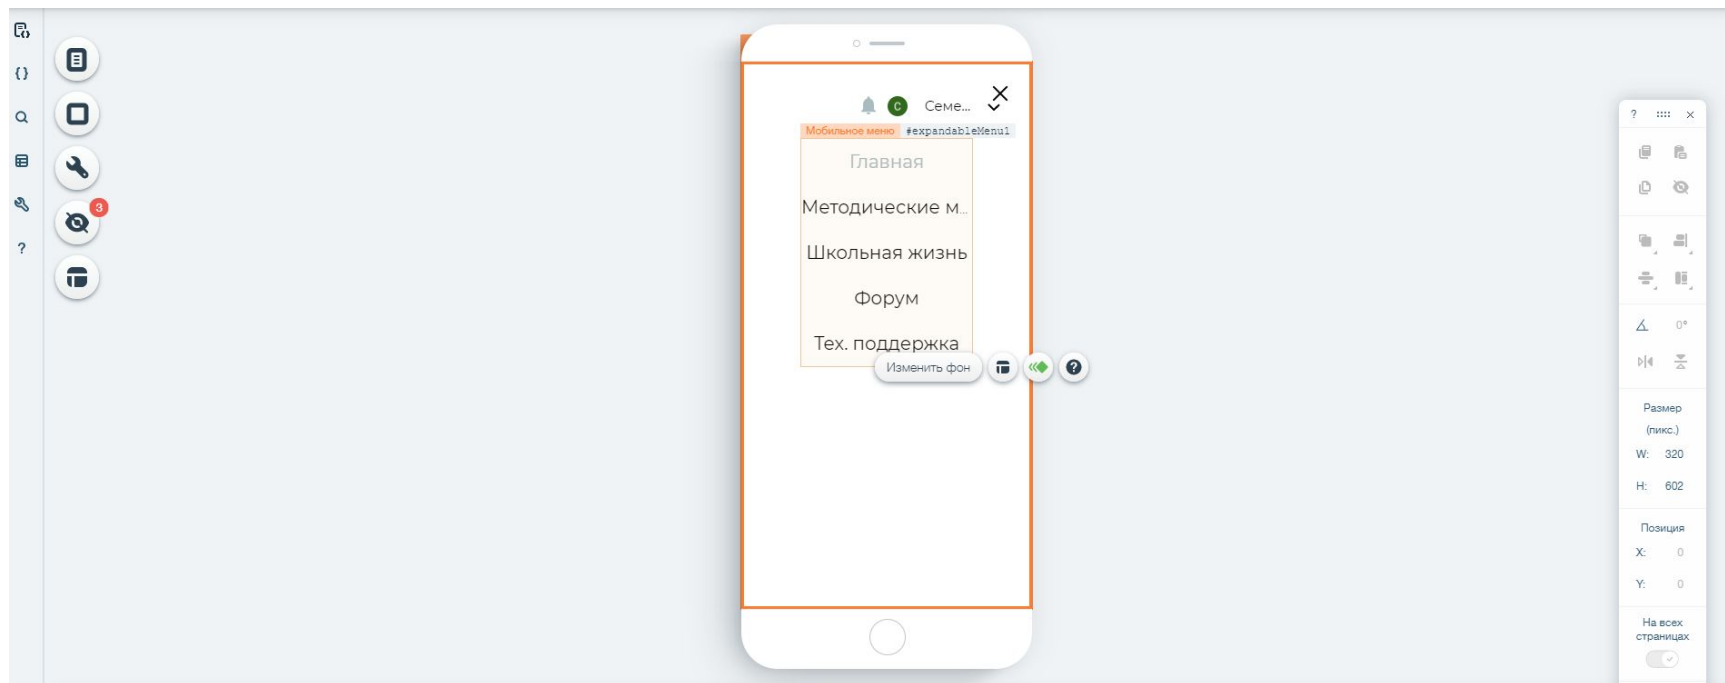 C Семе...
Мобильное меню #expandableMenu1
Главная
Методические м...
Школьная жизнь
Форум
Тех. поддержка
Изменить фон
?
3
{}
?
?
0°
Размер
(пикс.)
W: 320
H: 602
Позиция
X: 0
Y: 0
На всех
страницах